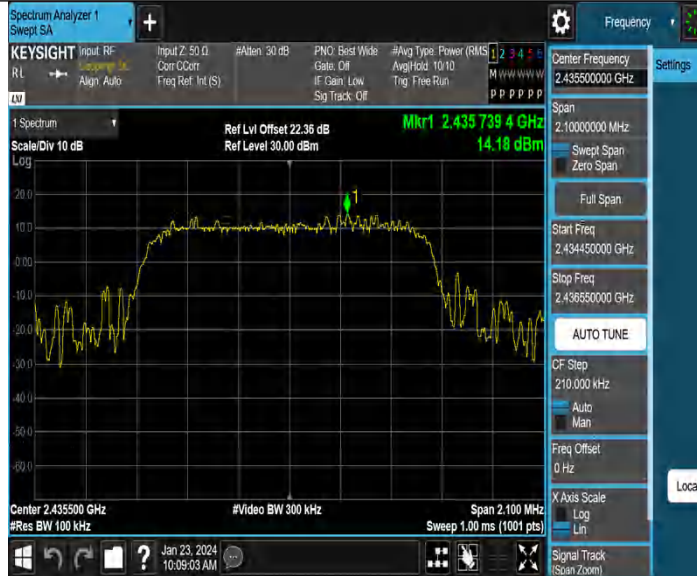 Spectrum Analyzer 1
Swept SA
+
Frequency
KEYSIGHT
Input: RF
Input Z: 50 Ω
#Atten: 30 dB
PNO: Best Wide
#Avg Type: Power (RMS
1 2 3 4 5 6
RL
Corr CCorr
Gate: Off
Avg|Hold: 10/10
M W W W W W
Align: Auto
Freq Ref: Int (S)
IF Gain: Low
Trig: Free Run
Sig Track: Off
P P P P P P
Center Frequency
2.435500000 GHz
Settings
Span
2.10000000 MHz
Swept Span
Zero Span
Full Span
Start Freq
2.434450000 GHz
Stop Freq
2.436550000 GHz
AUTO TUNE
CF Step
210.000 kHz
Auto
Man
Freq Offset
0 Hz
X Axis Scale
Log
Lin
Signal Track
(Span Zoom)
Loca
1 Spectrum
Ref Lvl Offset 22.36 dB
Mkr1 2.435 739 4 GHz
Scale/Div 10 dB
Ref Level 30.00 dBm
14.18 dBm
Log
1
20.0
10.0
0.00
-10.0
-20.0
-30.0
-40.0
-50.0
-60.0
Center 2.435500 GHz
#Video BW 300 kHz
Span 2.100 MHz
#Res BW 100 kHz
Sweep 1.00 ms (1001 pts)
?
Jan 23, 2024
10:09:03 AM